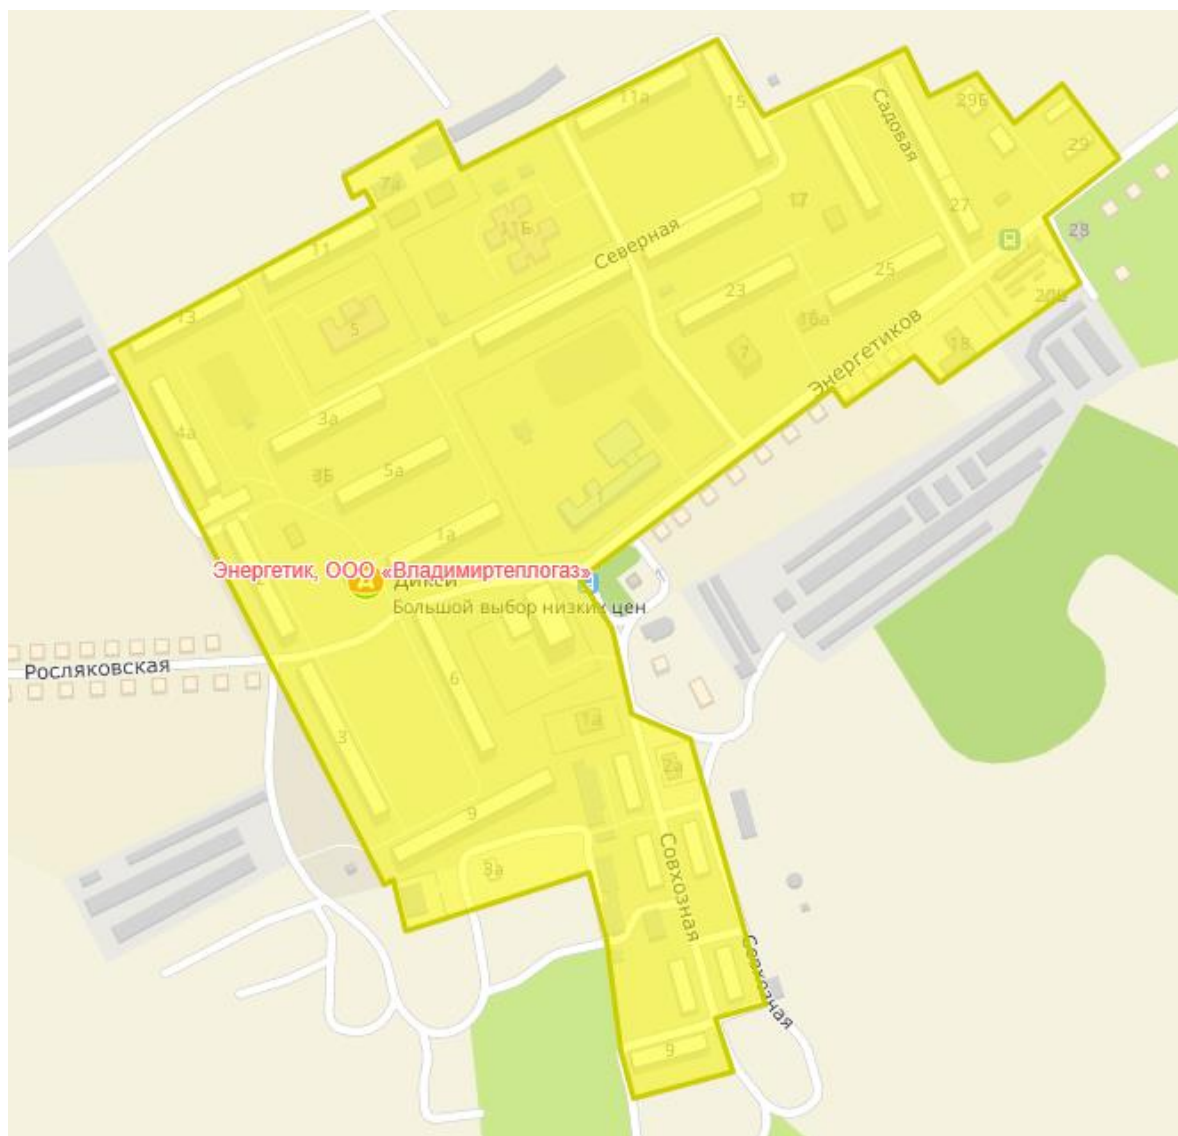 11а
15
Садовая
29Б
29
7а
11Б
Северная
17
27
28
11
13
5
23
25
16а
20Б
7
18
Энергетиков
3а
4а
5а
3Б
1а
Энергетик, ООО «Владимиртеплогаз»
Дикси
Большой выбор низких цен
Росляковская
6
3
1а
2а
9
Совхозная
Совхозная
9